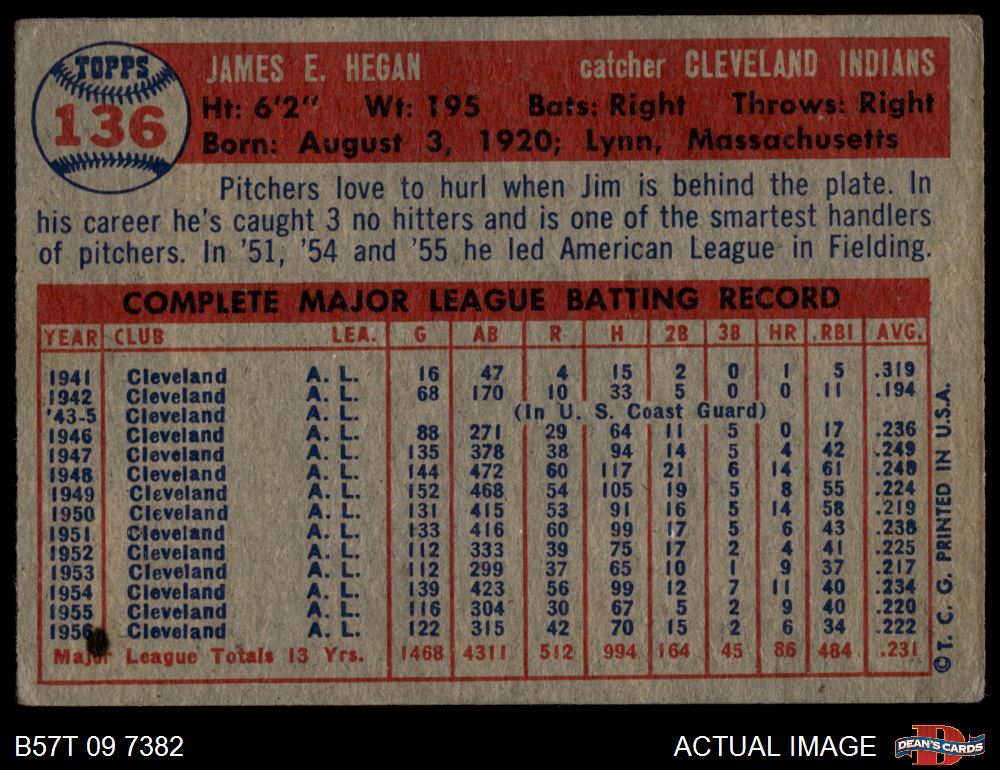 TOPPS
136
JAMES E. HEGAN catcher CLEVELAND INDIANS
Ht: 6'2" Wt: 195 Bats: Right Throws: Right
Born: August 3, 1920; Lynn, Massachusetts
Pitchers love to hurl when Jim is behind the plate. In
his career he's caught 3 no hitters and is one of the smartest handlers
of pitchers. In '51, '54 and '55 he led American League in Fielding.
COMPLETE MAJOR LEAGUE BATTING RECORD
YEAR CLUB LEA. G AB R H 2B 3B HR RBI AVG.
1941 Cleveland A. L. 16 47 4 15 2 0 1 5 .319
1942 Cleveland A. L. 68 170 10 33 5 0 0 11 .194
'43-5 Cleveland A. L. (In U. S. Coast Guard)
1946 Cleveland A. L. 88 271 29 64 11 5 0 17 .236
1947 Cleveland A. L. 135 378 38 94 14 5 4 42 .249
1948 Cleveland A. L. 144 472 60 117 21 6 14 61 .248
1949 Cleveland A. L. 152 468 54 105 19 5 8 55 .224
1950 Cleveland A. L. 131 415 53 91 16 5 14 58 .219
1951 Cleveland A. L. 133 416 60 99 17 5 6 43 .238
1952 Cleveland A. L. 112 333 39 75 17 2 4 41 .225
1953 Cleveland A. L. 112 299 37 65 10 1 9 37 .217
1954 Cleveland A. L. 139 423 56 99 12 7 11 40 .234
1955 Cleveland A. L. 116 304 30 67 5 2 9 40 .220
1956 Cleveland A. L. 122 315 42 70 15 2 6 34 .222
Major League Totals 13 Yrs. 1468 4311 512 994 164 45 86 484 .231
© T. C. G. PRINTED IN U.S.A.
B57T 09 7382
ACTUAL IMAGE
DEAN'S CARDS